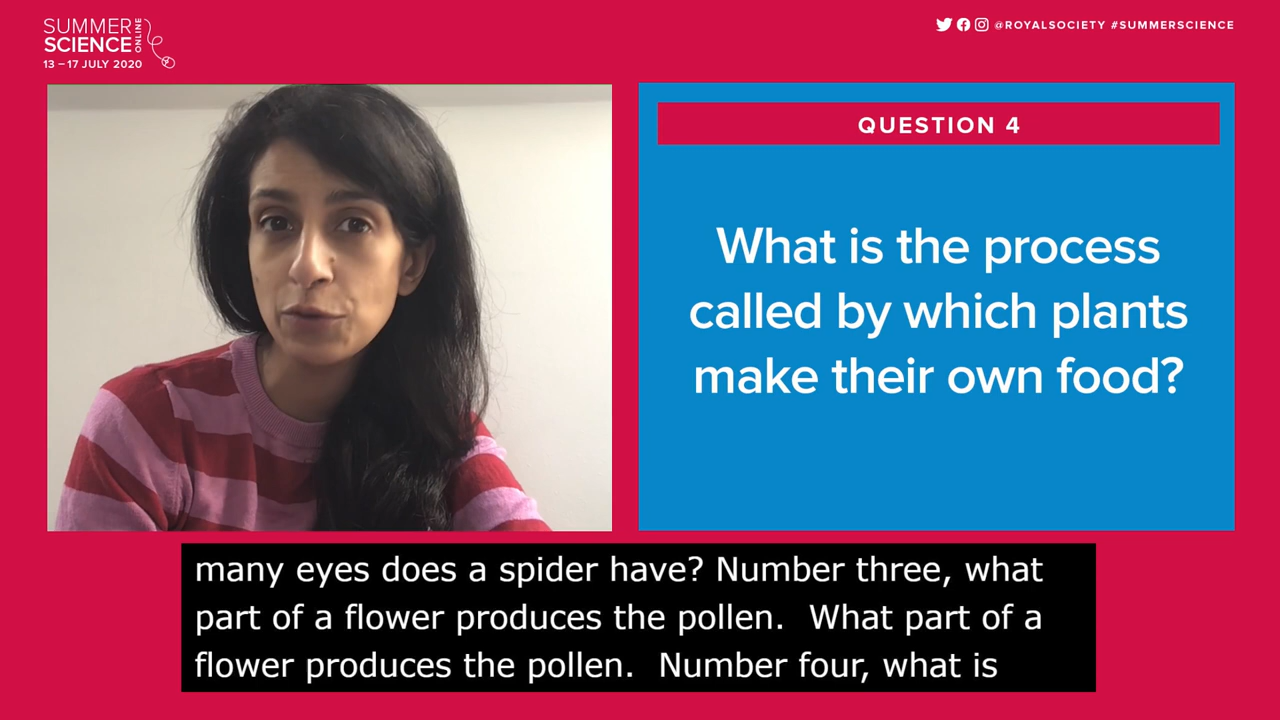 SUMMER
SCIENCE
ONLINE
13 – 17 JULY 2020
@ROYALSOCIETY #SUMMERSCIENCE
QUESTION 4
What is the process
called by which plants
make their own food?
many eyes does a spider have? Number three, what
part of a flower produces the pollen.  What part of a
flower produces the pollen.  Number four, what is